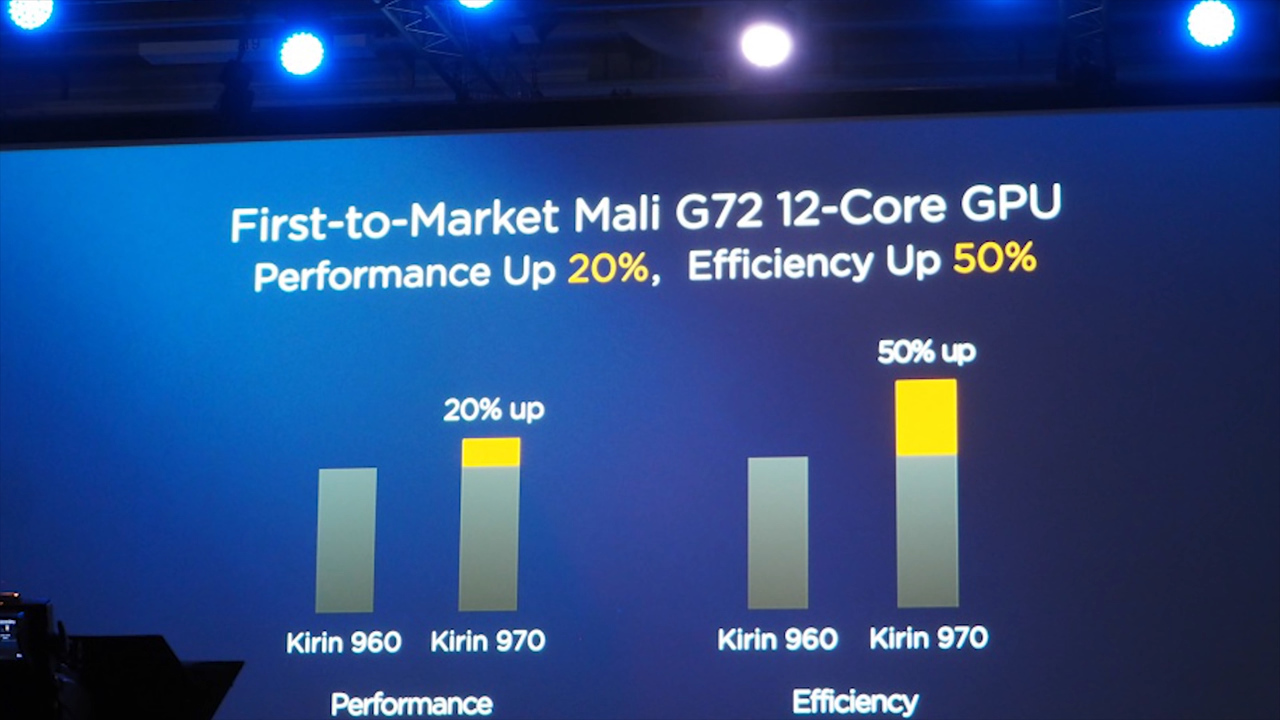 First-to-Market Mali G72 12-Core GPU
Performance Up 20%, Efficiency Up 50%
20% up
50% up
Kirin 960
Kirin 970
Kirin 960
Kirin 970
Performance
Efficiency